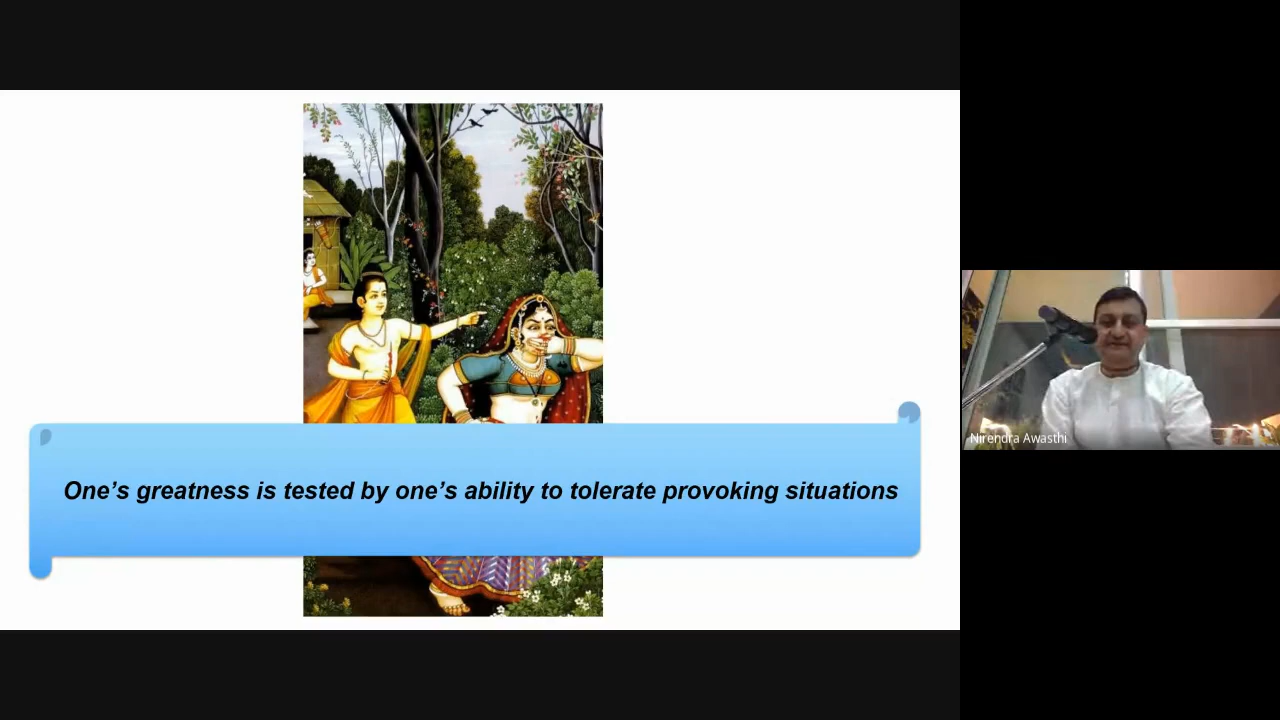 One’s greatness is tested by one’s ability to tolerate provoking situations
Nirendra Awasthi